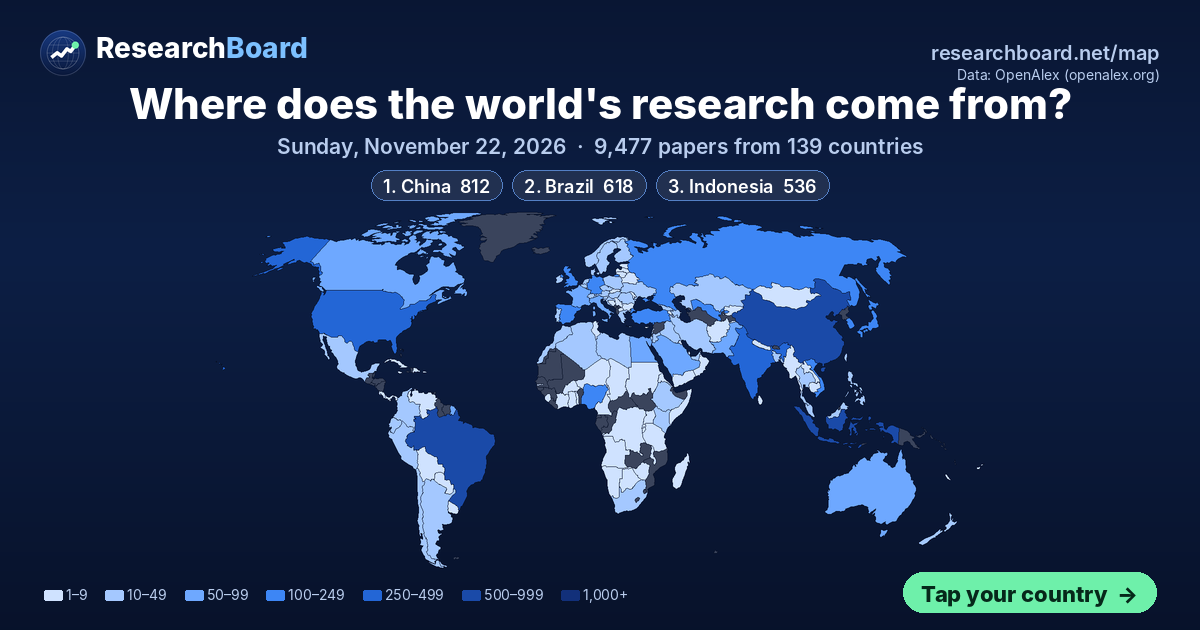 ResearchBoard
researchboard.net/map
Data: OpenAlex (openalex.org)
Where does the world's research come from?
Sunday, November 22, 2026 · 9,477 papers from 139 countries
1. China 812 2. Brazil 618 3. Indonesia 536
1–9 10–49 50–99 100–249 250–499 500–999 1,000+
Tap your country →